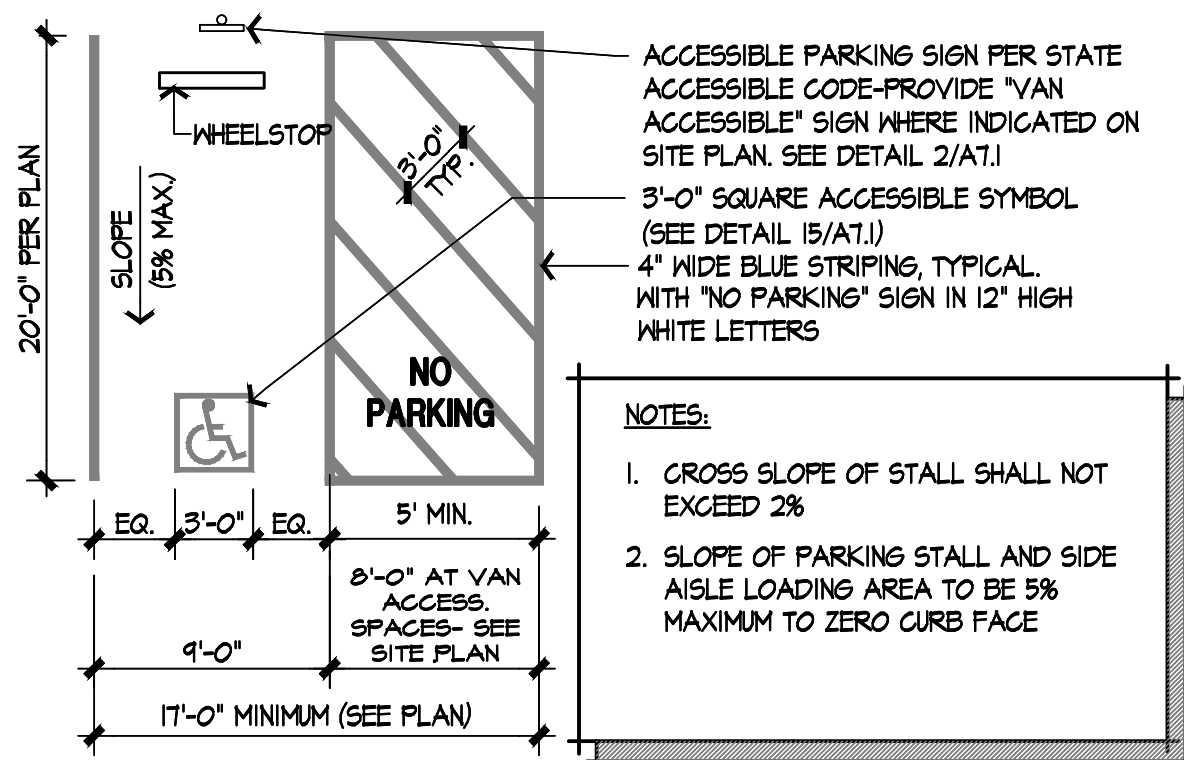 ACCESSIBLE PARKING SIGN PER STATE
ACCESSIBLE CODE-PROVIDE "VAN
ACCESSIBLE" SIGN WHERE INDICATED ON
SITE PLAN. SEE DETAIL 2/A7.1
WHEELSTOP
3'-0"
TYP.
20'-0" PER PLAN
SLOPE
(5% MAX.)
3'-0" SQUARE ACCESSIBLE SYMBOL
(SEE DETAIL 15/A7.1)
4" WIDE BLUE STRIPING, TYPICAL.
WITH "NO PARKING" SIGN IN 12" HIGH
WHITE LETTERS
NO
PARKING
EQ.
3'-0"
EQ.
5' MIN.
8'-0" AT VAN
ACCESS.
SPACES- SEE
SITE PLAN
9'-0"
17'-0" MINIMUM (SEE PLAN)
NOTES:
1. CROSS SLOPE OF STALL SHALL NOT
EXCEED 2%
2. SLOPE OF PARKING STALL AND SIDE
AISLE LOADING AREA TO BE 5%
MAXIMUM TO ZERO CURB FACE